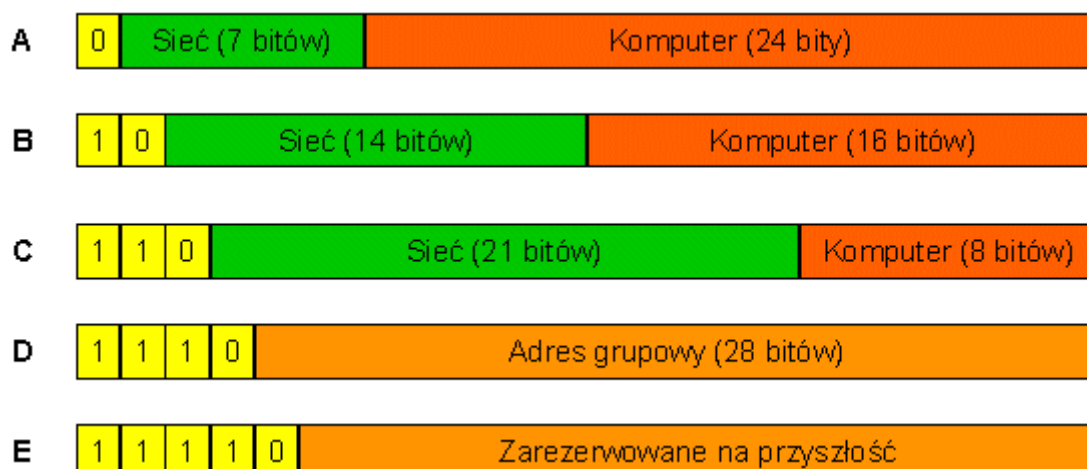 A 0 Sieć (7 bitów) Komputer (24 bity)
B 1 0 Sieć (14 bitów) Komputer (16 bitów)
C 1 1 0 Sieć (21 bitów) Komputer (8 bitów)
D 1 1 1 0 Adres grupowy (28 bitów)
E 1 1 1 1 0 Zarezerwowane na przyszłość